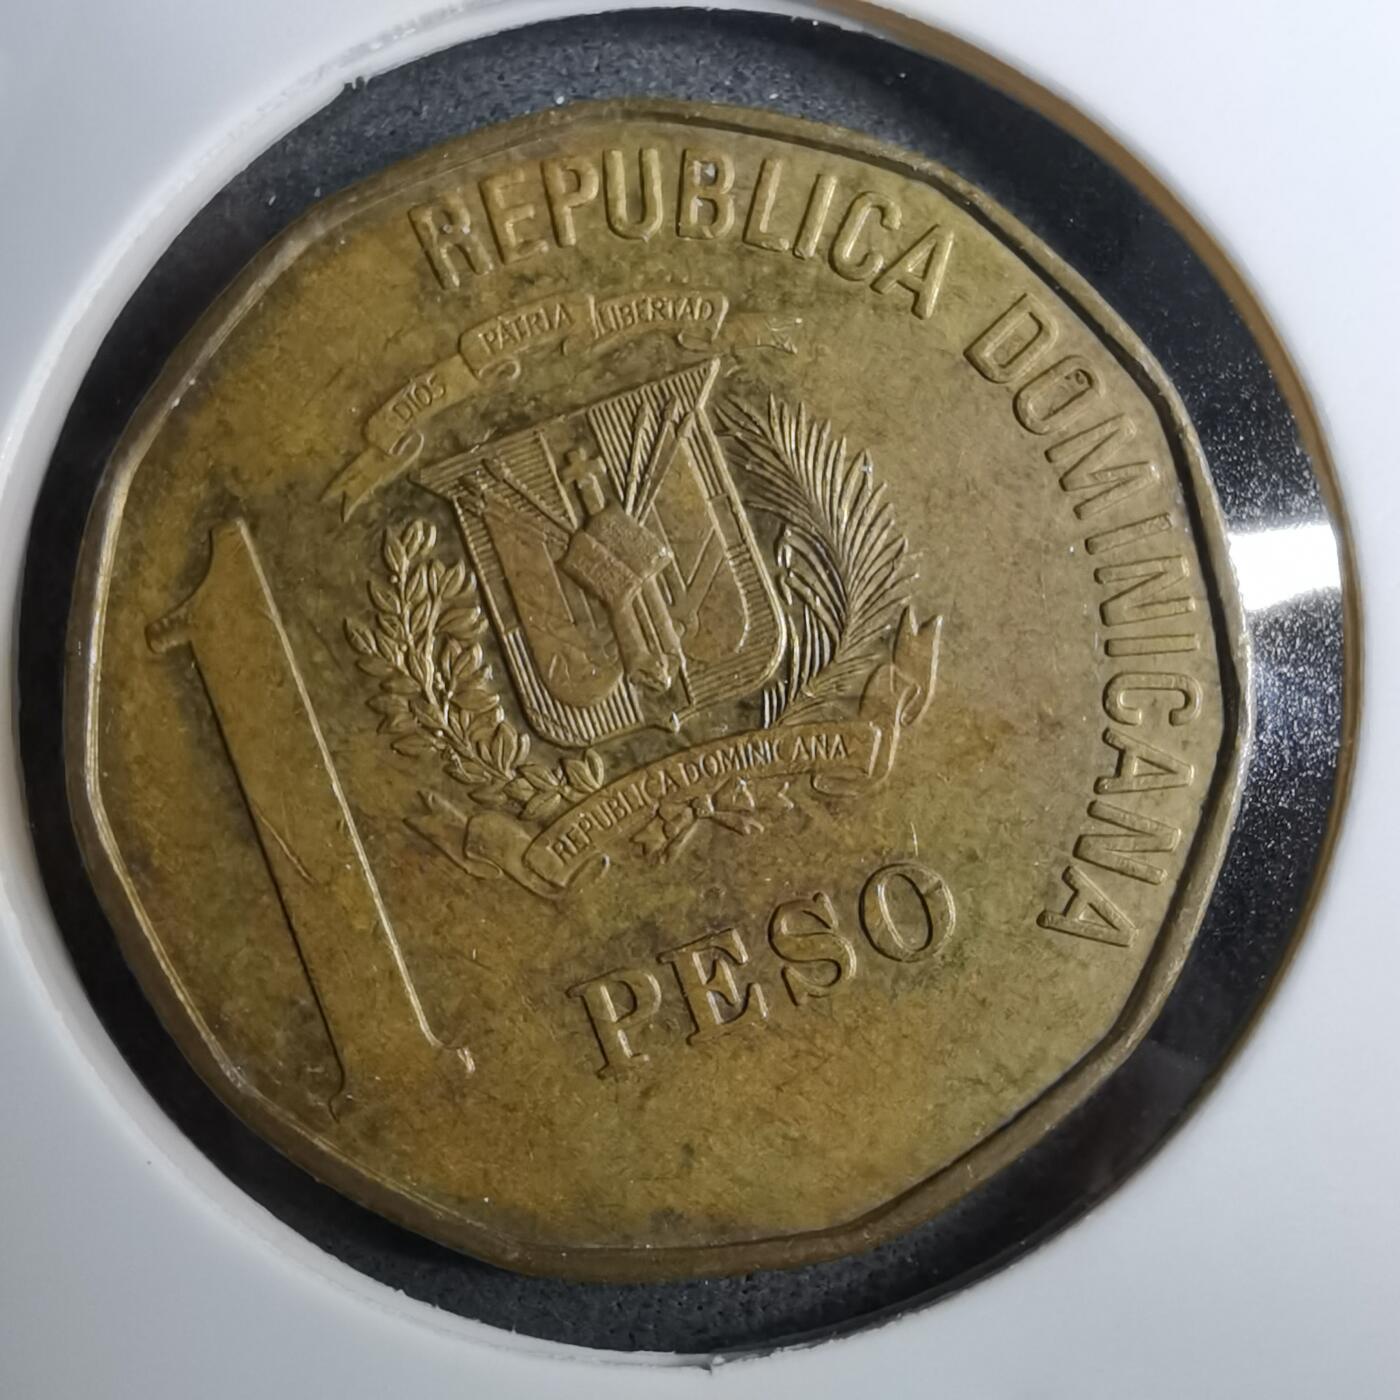 REPUBLICA DOMINICANA
DIOS PATRIA LIBERTAD
1
REPUBLICA DOMINICANA
PESO